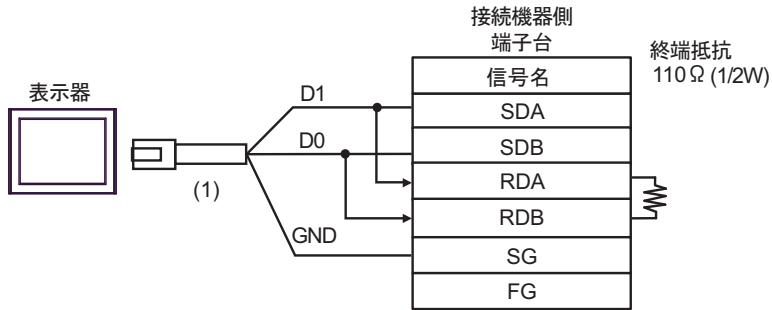 接続機器側
端子台
終端抵抗
110Ω (1/2W)
信号名
表示器
D1
SDA
D0
SDB
(1)
RDA
RDB
GND
SG
FG